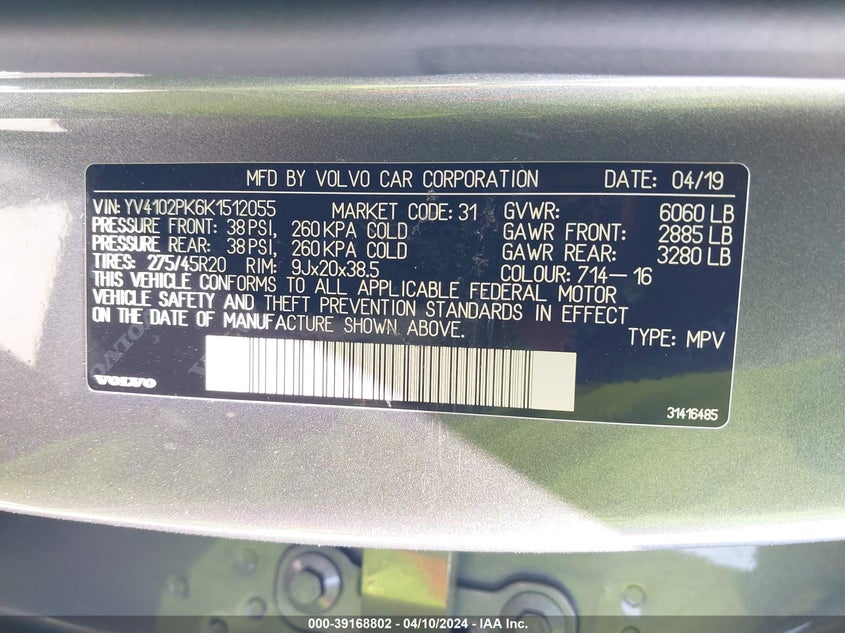 MFD BY VOLVO CAR CORPORATION DATE: 04/19
VIN: YV4102PK6K1512055 MARKET CODE: 31 GVWR: 6060 LB
PRESSURE FRONT: 38 PSI, 260 KPA COLD GAWR FRONT: 2885 LB
PRESSURE REAR: 38 PSI, 260 KPA COLD GAWR REAR: 3280 LB
TIRES: 275/45R20 RIM: 9Jx20x38.5 COLOUR: 714-16
THIS VEHICLE CONFORMS TO ALL APPLICABLE FEDERAL MOTOR
VEHICLE SAFETY AND THEFT PREVENTION STANDARDS IN EFFECT
ON THE DATE OF MANUFACTURE SHOWN ABOVE.
TYPE: MPV
VOLVO
31416485
000-39168802 - 04/10/2024 - IAA Inc.